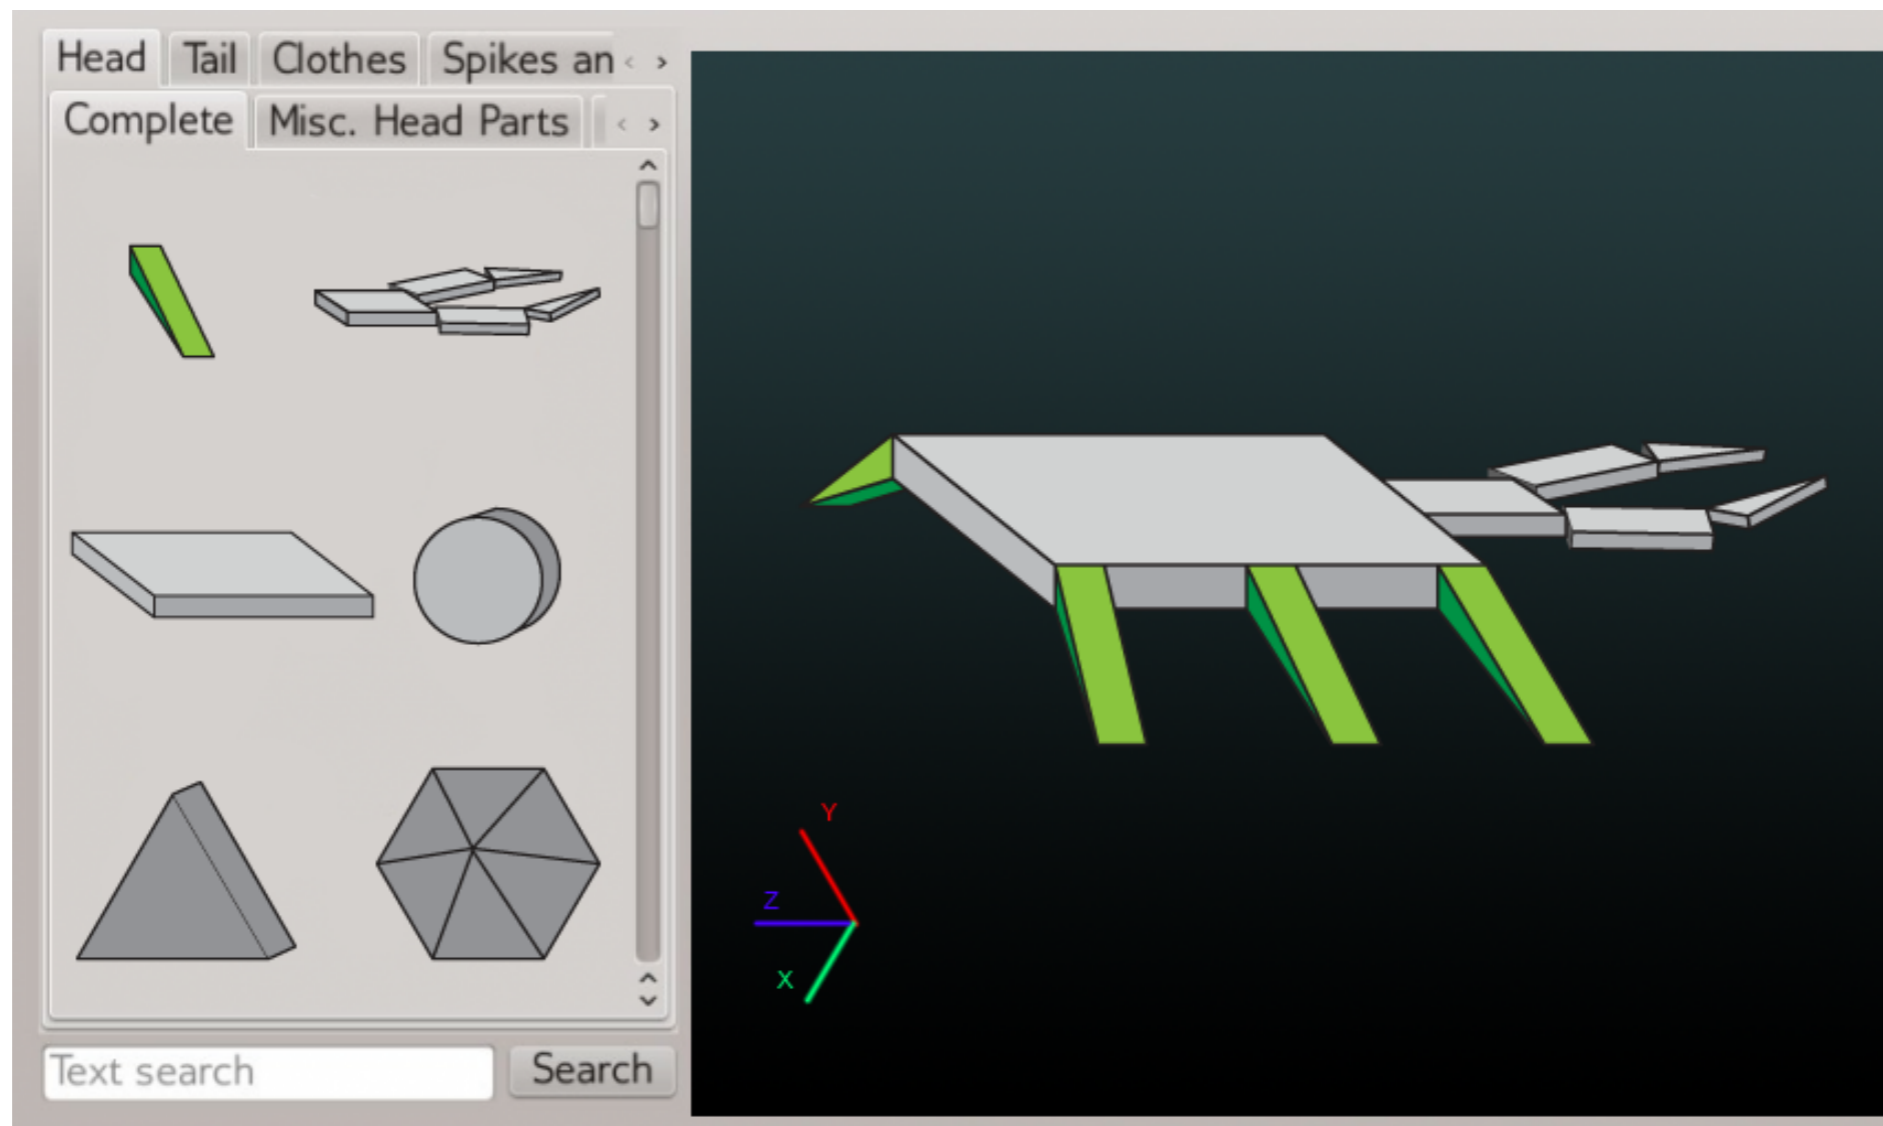 Head Tail Clothes Spikes an
Complete Misc. Head Parts
Y
Z
X
Text search Search